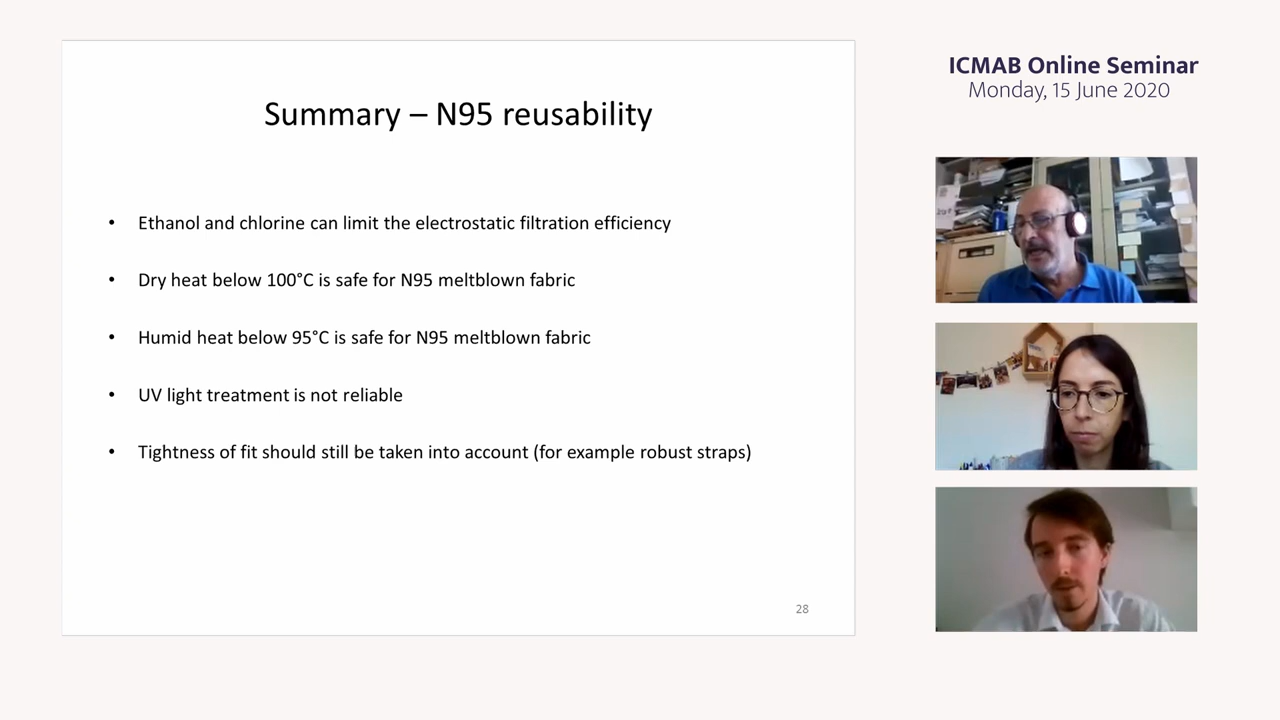 Summary – N95 reusability
• Ethanol and chlorine can limit the electrostatic filtration efficiency
• Dry heat below 100°C is safe for N95 meltblown fabric
• Humid heat below 95°C is safe for N95 meltblown fabric
• UV light treatment is not reliable
• Tightness of fit should still be taken into account (for example robust straps)
28
ICMAB Online Seminar
Monday, 15 June 2020